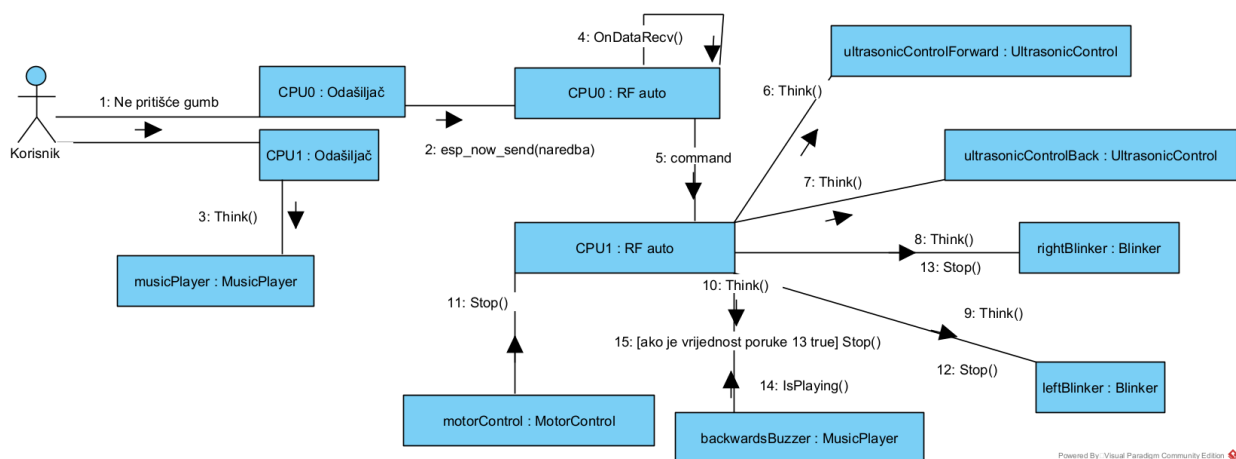 4: OnDataRecv()
ultrasonicControlForward : UltrasonicControl
CPU0 : Odašiljač
CPU0 : RF auto
1: Ne pritišće gumb
6: Think()
Korisnik
CPU1 : Odašiljač
2: esp_now_send(naredba)
5: command
ultrasonicControlBack : UltrasonicControl
7: Think()
3: Think()
CPU1 : RF auto
8: Think()
rightBlinker : Blinker
13: Stop()
musicPlayer : MusicPlayer
10: Think()
11: Stop()
9: Think()
15: [ako je vrijednost poruke 13 true] Stop()
12: Stop()
leftBlinker : Blinker
14: IsPlaying()
motorControl : MotorControl
backwardsBuzzer : MusicPlayer
Powered By: Visual Paradigm Community Edition